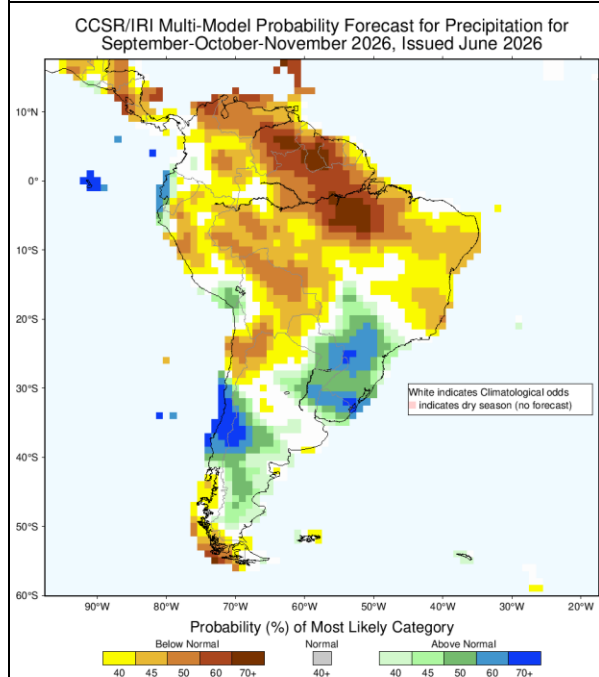 CCSR/IRI Multi-Model Probability Forecast for Precipitation for
September-October-November 2026, Issued June 2026
10°N
0°
10°S
20°S
30°S
40°S
50°S
60°S
White indicates Climatological odds
indicates dry season (no forecast)
90°W 80°W 70°W 60°W 50°W 40°W 30°W 20°W
Probability (%) of Most Likely Category
Below Normal Normal Above Normal
40 45 50 60 70+ 40+ 40 45 50 60 70+